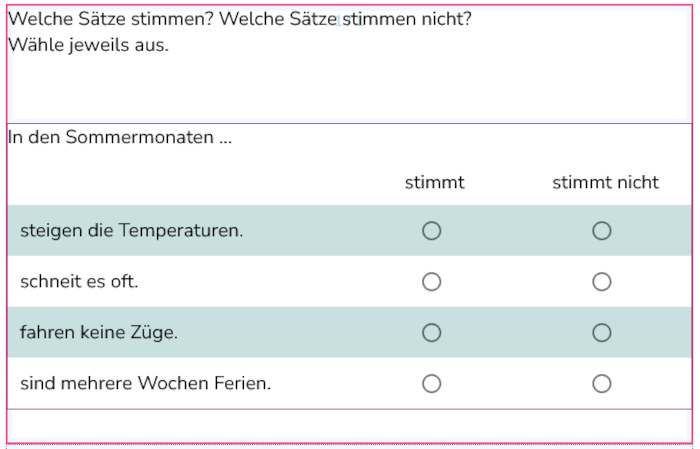 Welche Sätze stimmen? Welche Sätze stimmen nicht?
Wähle jeweils aus.
In den Sommermonaten ...
stimmt stimmt nicht
steigen die Temperaturen.
schneit es oft.
fahren keine Züge.
sind mehrere Wochen Ferien.